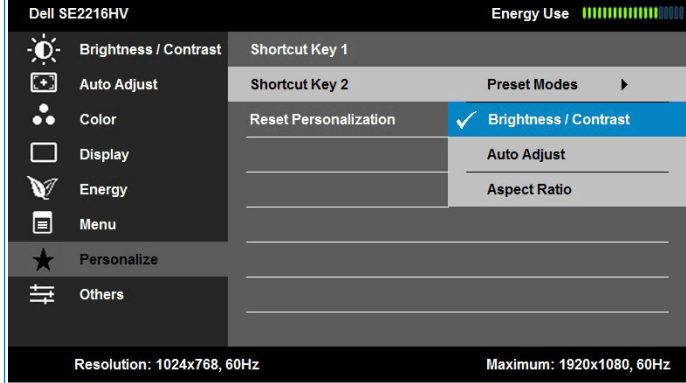 Dell SE2216HV Energy Use
Brightness / Contrast Shortcut Key 1
Auto Adjust Shortcut Key 2 Preset Modes
Color Reset Personalization Brightness / Contrast
Display Auto Adjust
Energy Aspect Ratio
Menu
Personalize
Others
Resolution: 1024x768, 60Hz Maximum: 1920x1080, 60Hz